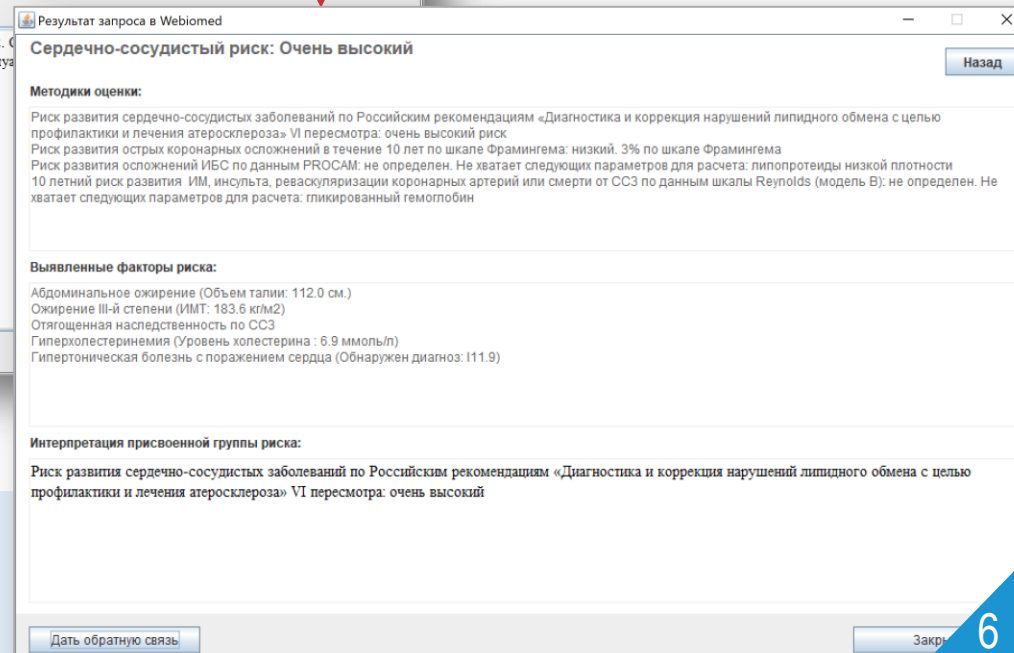 Результат запроса в Webiomed
Сердечно-сосудистый риск: Очень высокий
Назад
Методики оценки:
Риск развития сердечно-сосудистых заболеваний по Российским рекомендациям «Диагностика и коррекция нарушений липидного обмена с целью
профилактики и лечения атеросклероза» VI пересмотра: очень высокий риск
Риск развития острых коронарных осложнений в течение 10 лет по шкале Фрамингема: низкий. 3% по шкале Фрамингема
Риск развития осложнений ИБС по данным PROCAM: не определен. Не хватает следующих параметров для расчета: липопротеиды низкой плотности
10 летний риск развития ИМ, инсульта, реваскуляризации коронарных артерий или смерти от ССЗ по данным шкалы Reynolds (модель B): не определен. Не
хватает следующих параметров для расчета: гликированный гемоглобин
Выявленные факторы риска:
Абдоминальное ожирение (Объем талии: 112.0 см.)
Ожирение III-й степени (ИМТ: 183.6 кг/м2)
Отягощенная наследственность по ССЗ
Гиперхолестеринемия (Уровень холестерина : 6.9 ммоль/л)
Гипертоническая болезнь с поражением сердца (Обнаружен диагноз: I11.9)
Интерпретация присвоенной группы риска:
Риск развития сердечно-сосудистых заболеваний по Российским рекомендациям «Диагностика и коррекция нарушений липидного обмена с целью
профилактики и лечения атеросклероза» VI пересмотра: очень высокий
Дать обратную связь
6